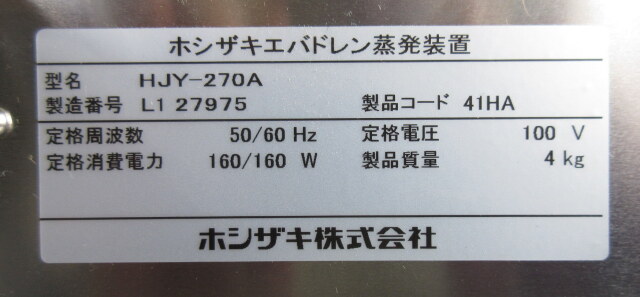 ホシザキエバドレン蒸発装置
型名 HJY-270A
製造番号 L1 27975 製品コード 41HA
定格周波数 50/60 Hz 定格電圧 100 V
定格消費電力 160/160 W 製品質量 4 kg
ホシザキ株式会社